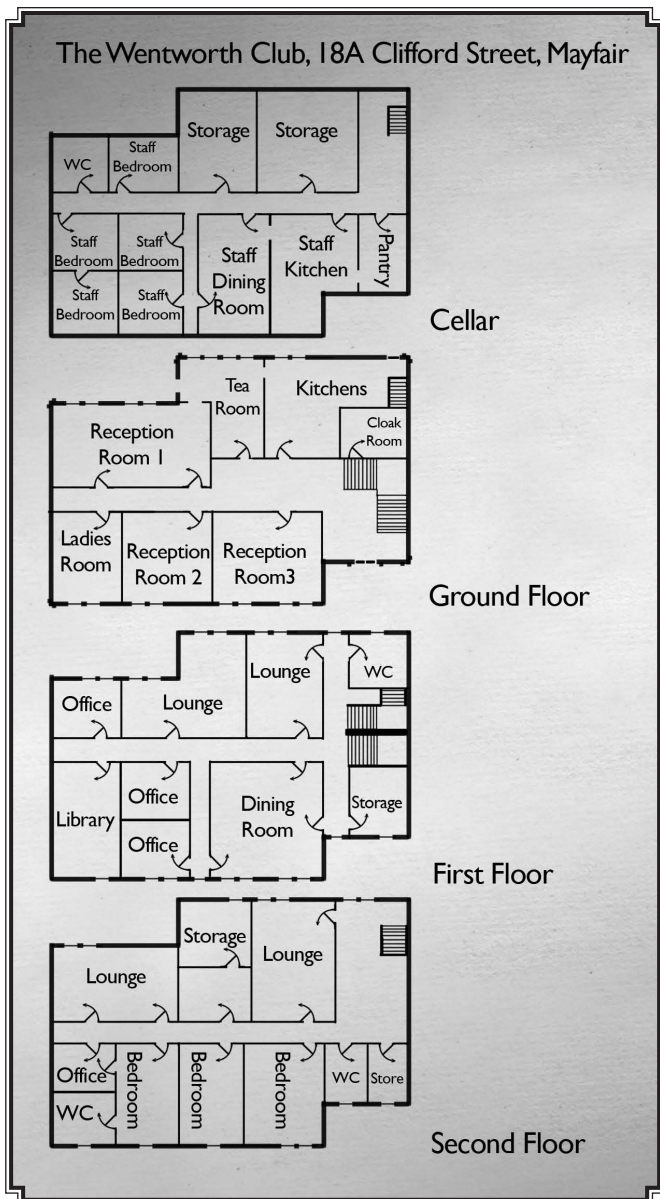 The Wentworth Club, 18A Clifford Street, Mayfair
Storage
Storage
WC
Staff
Bedroom
Staff
Bedroom
Staff
Bedroom
Staff
Dining
Room
Staff
Kitchen
Pantry
Staff
Bedroom
Staff
Bedroom
Cellar
Tea
Room
Kitchens
Cloak
Room
Reception
Room 1
Ladies
Room
Reception
Room 2
Reception
Room3
Ground Floor
Office
Lounge
Lounge
WC
Library
Office
Office
Dining
Room
Storage
First Floor
Storage
Lounge
Lounge
Office
WC
Bedroom
Bedroom
Bedroom
WC
Store
Second Floor